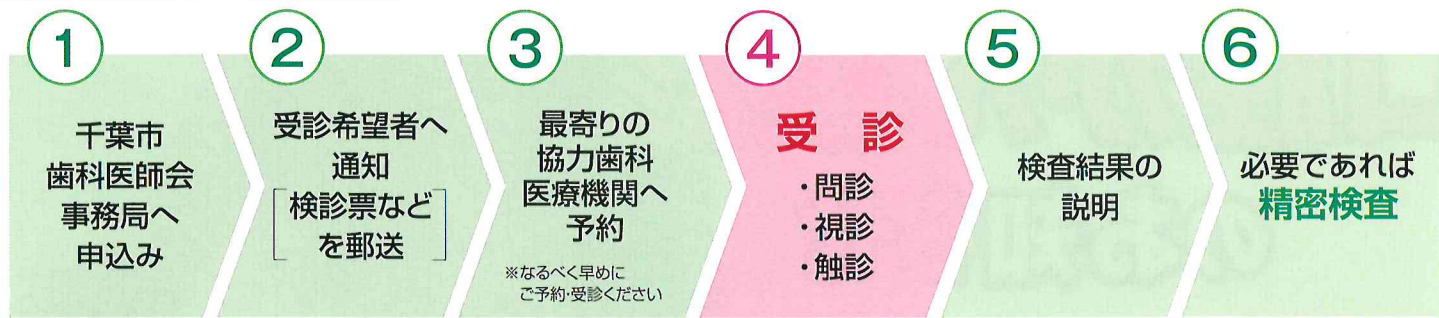 1
千葉市
歯科医師会
事務局へ
申込み
2
受診希望者へ
通知
[検診票など
を郵送]
3
最寄りの
協力歯科
医療機関へ
予約
※なるべく早めに
ご予約・受診ください
4
受 診
・問診
・視診
・触診
5
検査結果の
説明
6
必要であれば
精密検査